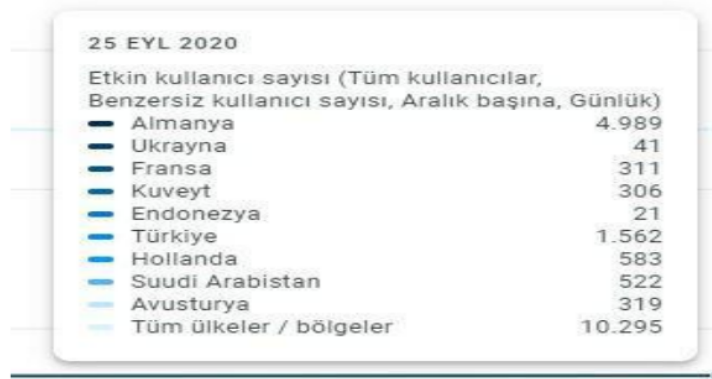 25 EYL 2020
Etkin kullanıcı sayısı (Tüm kullanıcılar,
Benzersiz kullanıcı sayısı, Aralık başına, Günlük)
Almanya 4.989
Ukrayna 41
Fransa 311
Kuveyt 306
Endonezya 21
Türkiye 1.562
Hollanda 583
Suudi Arabistan 522
Avusturya 319
Tüm ülkeler / bölgeler 10.295